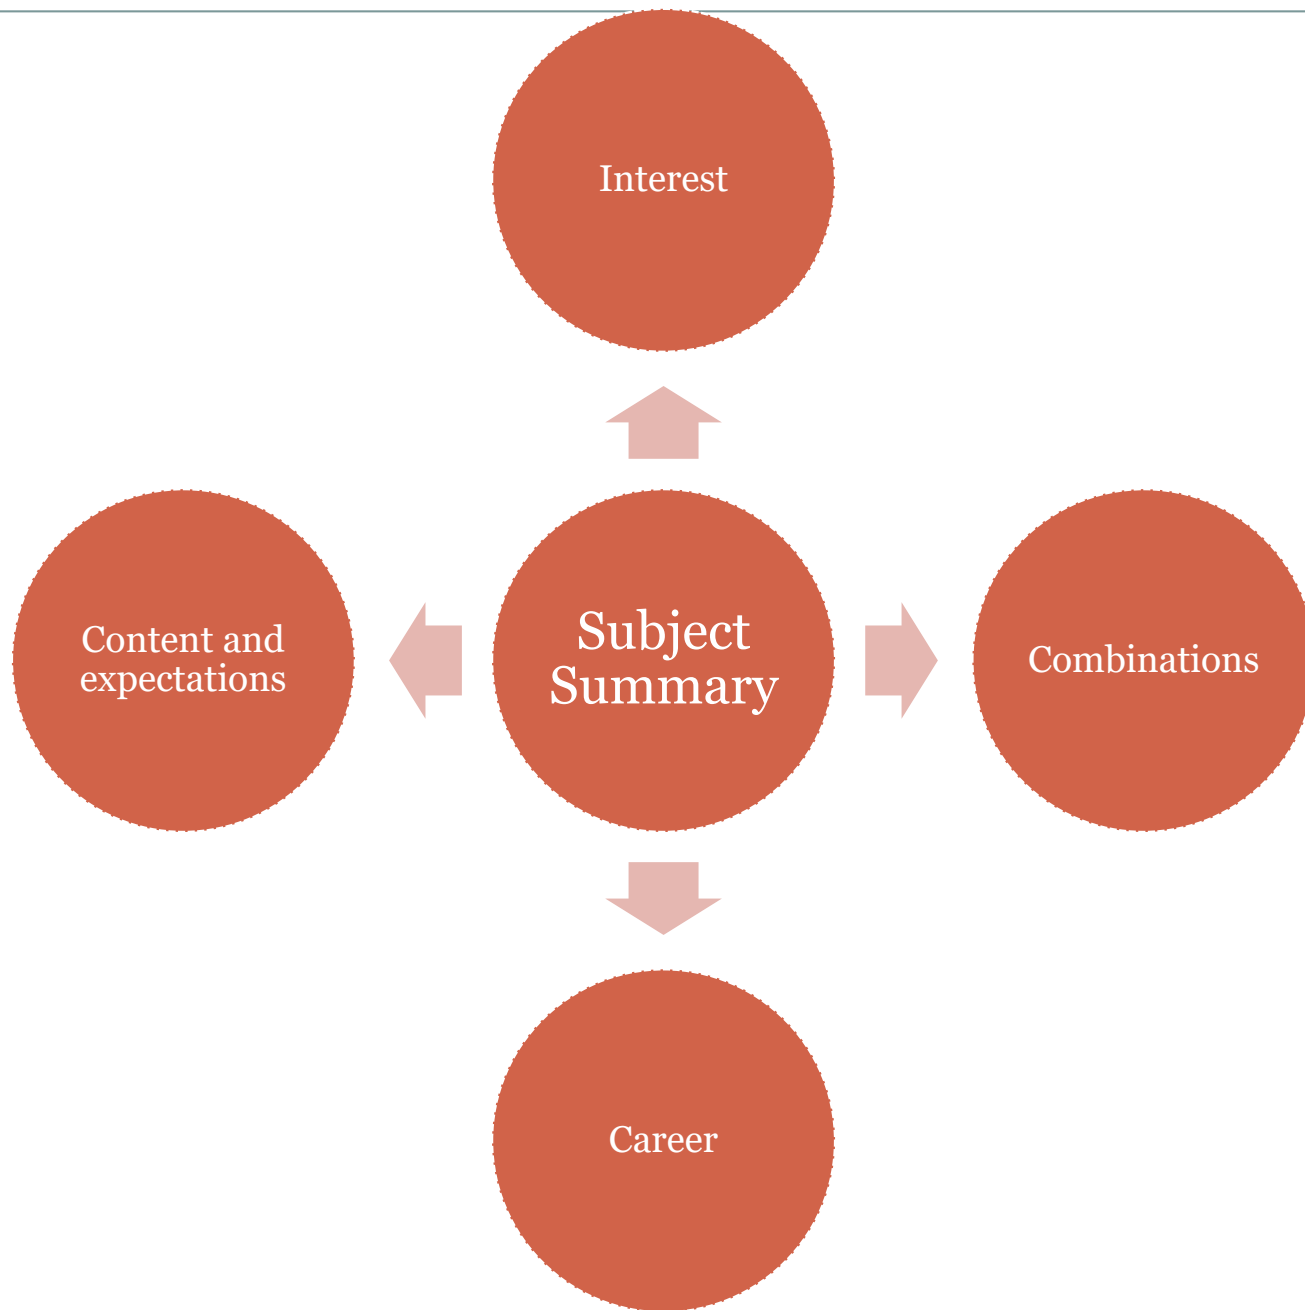 Interest
Content and
expectations
Subject
Summary
Combinations
Career